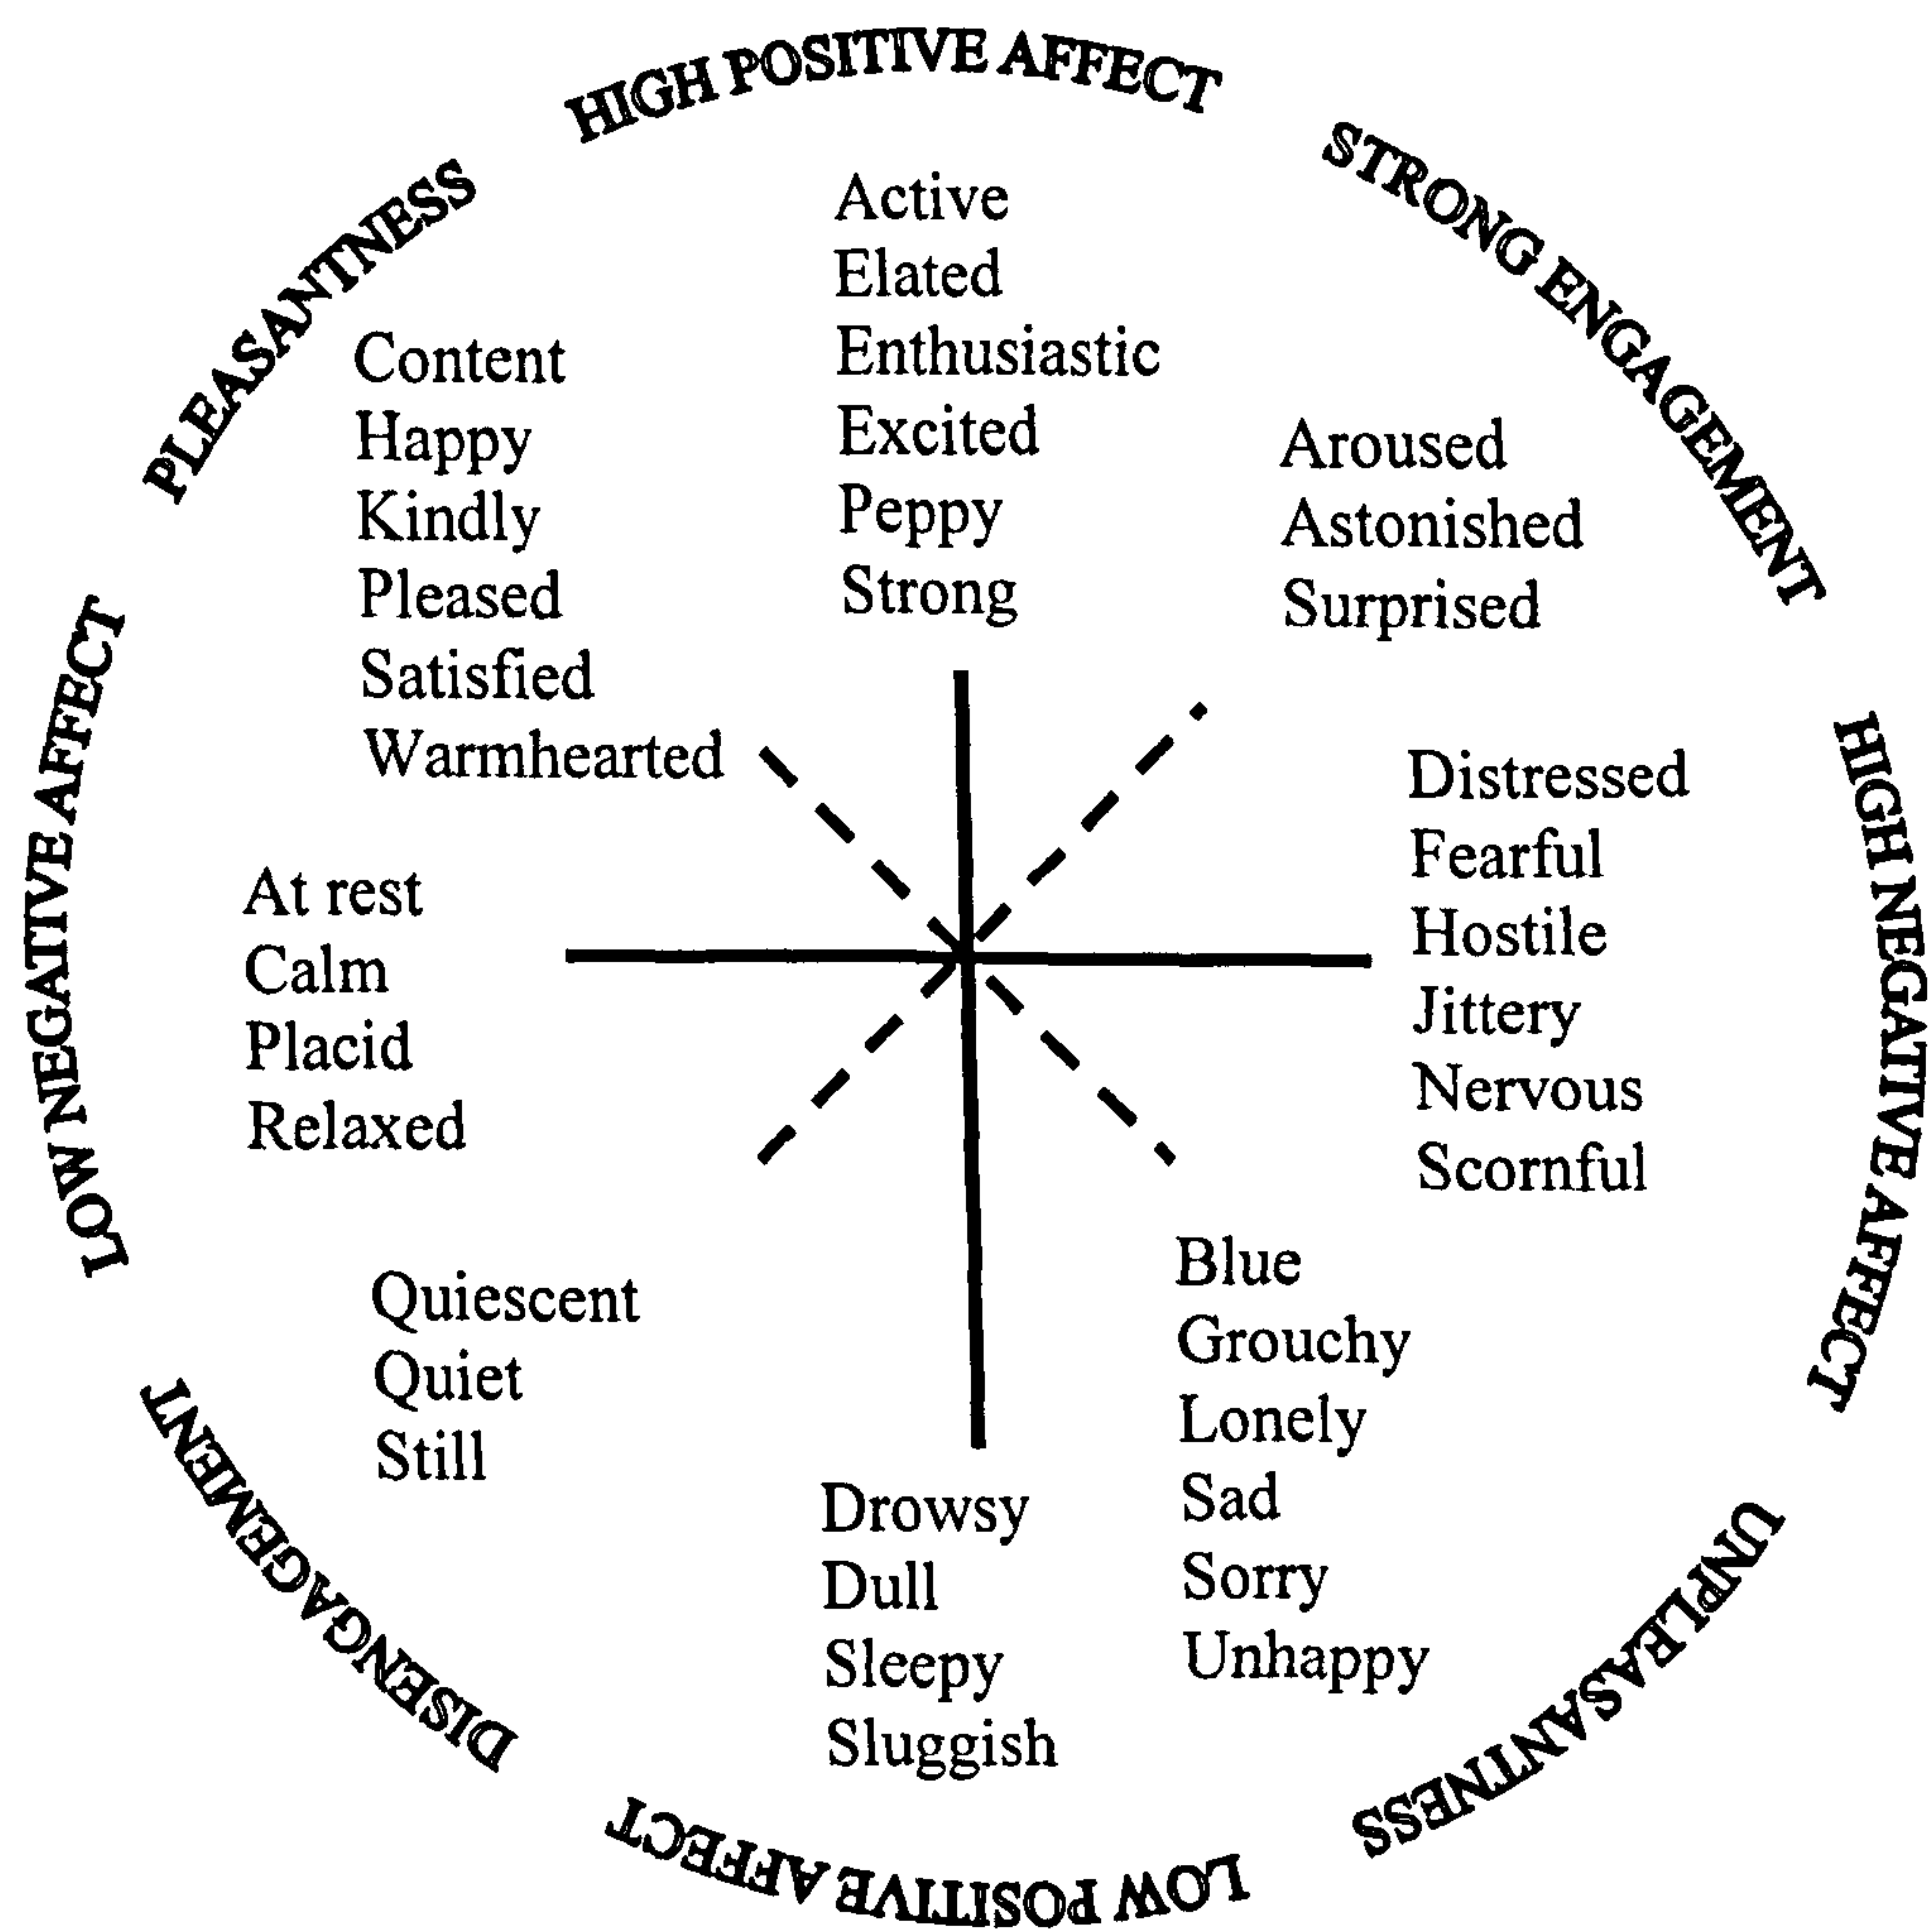 HIGH POSITIVE AFFECT
STRONG ENGAGEMENT
PLEASANTNESS
Active
Elated
Enthusiastic
Excited
Peppy
Strong
Content
Happy
Kindly
Pleased
Satisfied
Warmhearted
Aroused
Astonished
Surprised
LOW NEGATIVE AFFECT
HIGH NEGATIVE AFFECT
At rest
Calm
Placid
Relaxed
Distressed
Fearful
Hostile
Jittery
Nervous
Scornful
Quiescent
Quiet
Still
Blue
Grouchy
Lonely
Sad
Sorry
Unhappy
Drowsy
Dull
Sleepy
Sluggish
DISENGAGEMENT
UNPLEASANTNESS
LOW POSITIVE AFFECT